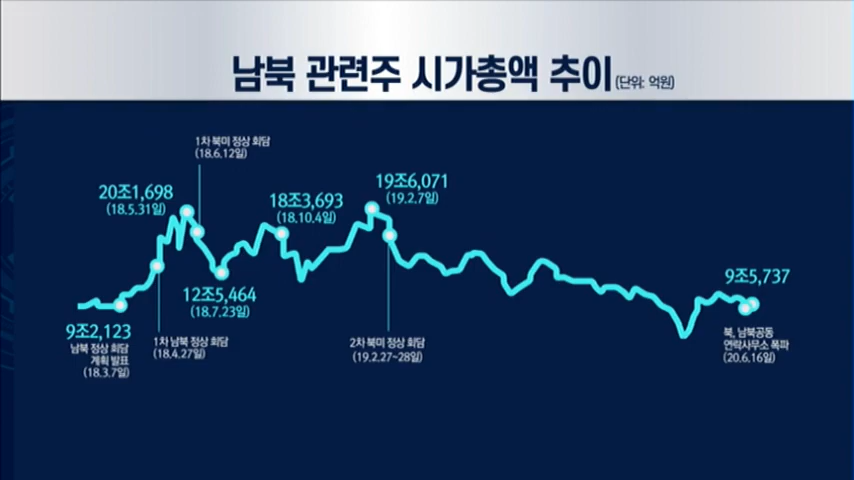 남북 관련주 시가총액 추이(단위: 억원)
1차 북미 정상 회담
(18.6.12일)
20조1,698
(18.5.31일)
18조3,693
(18.10.4일)
19조6,071
(19.2.7일)
12조5,464
(18.7.23일)
9조5,737
9조2,123
남북 정상 회담
계획 발표
(18.3.7일)
1차 남북 정상 회담
(18.4.27일)
2차 북미 정상 회담
(19.2.27~28일)
북, 남북공동
연락사무소 폭파
(20.6.16일)